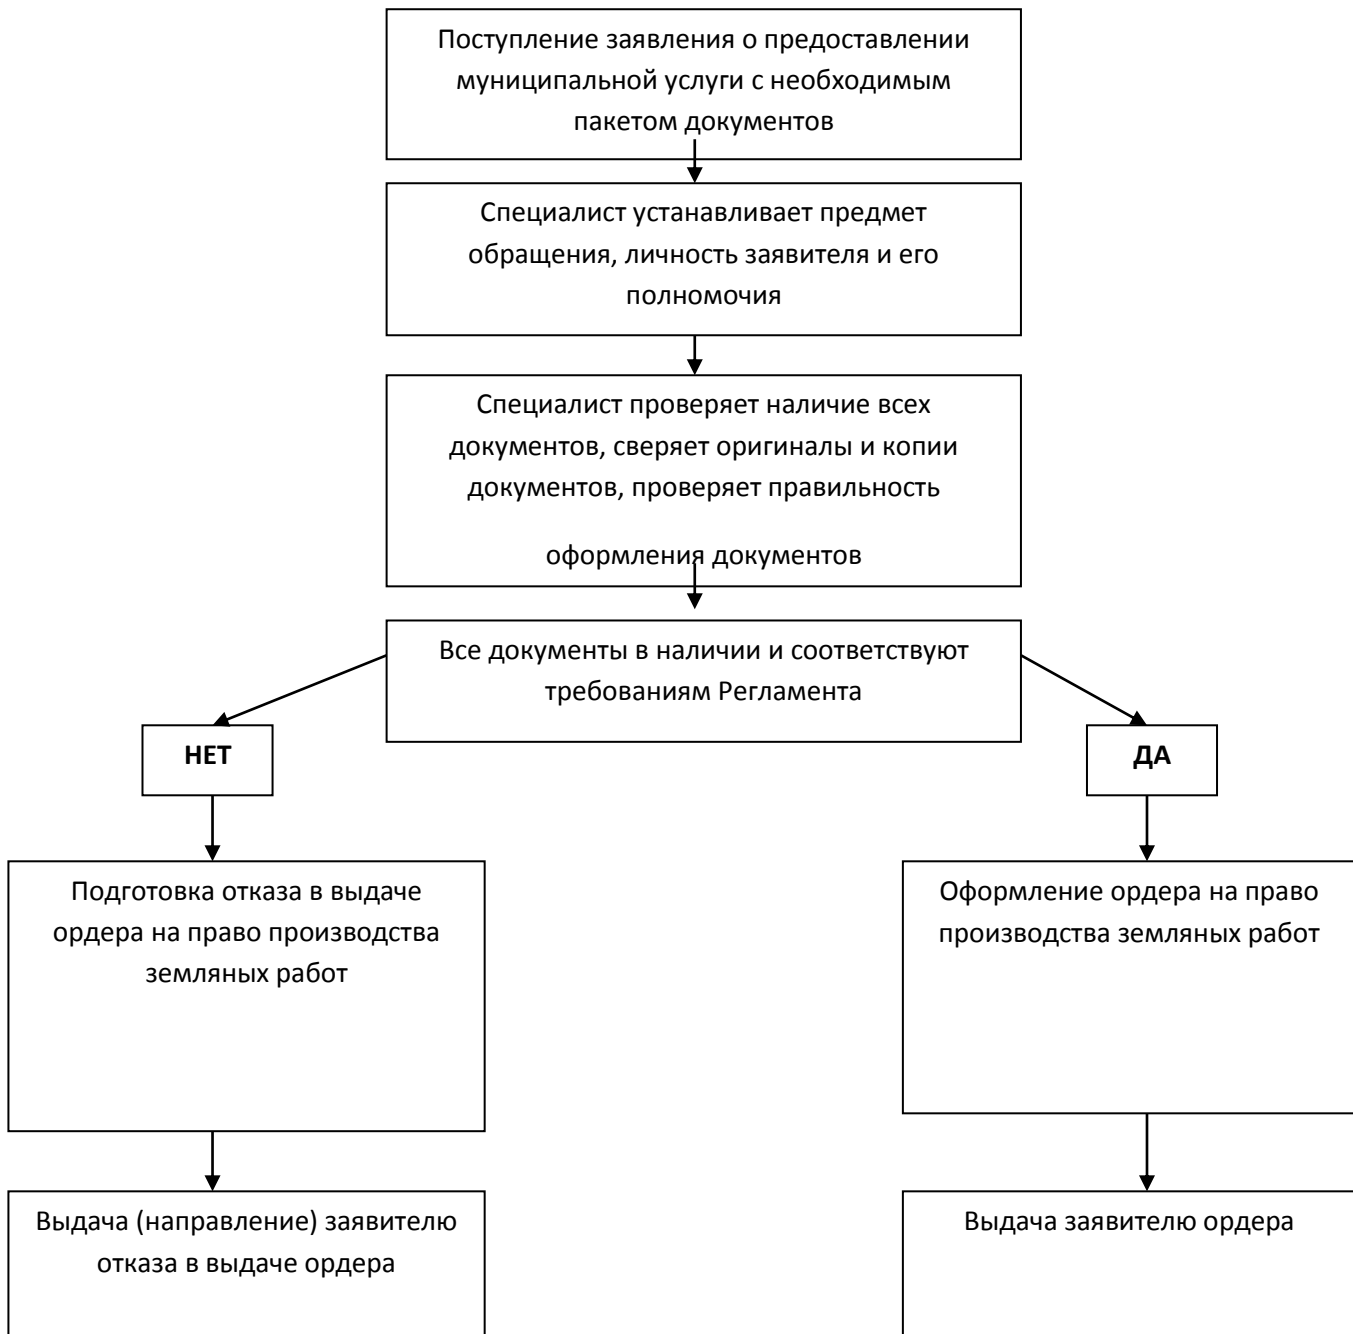 Поступление заявления о предоставлении
муниципальной услуги с необходимым
пакетом документов
Специалист устанавливает предмет
обращения, личность заявителя и его
полномочия
Специалист проверяет наличие всех
документов, сверяет оригиналы и копии
документов, проверяет правильность
оформления документов
Все документы в наличии и соответствуют
требованиям Регламента
НЕТ
ДА
Подготовка отказа в выдаче
ордера на право производства
земляных работ
Оформление ордера на право
производства земляных работ
Выдача (направление) заявителю
отказа в выдаче ордера
Выдача заявителю ордера